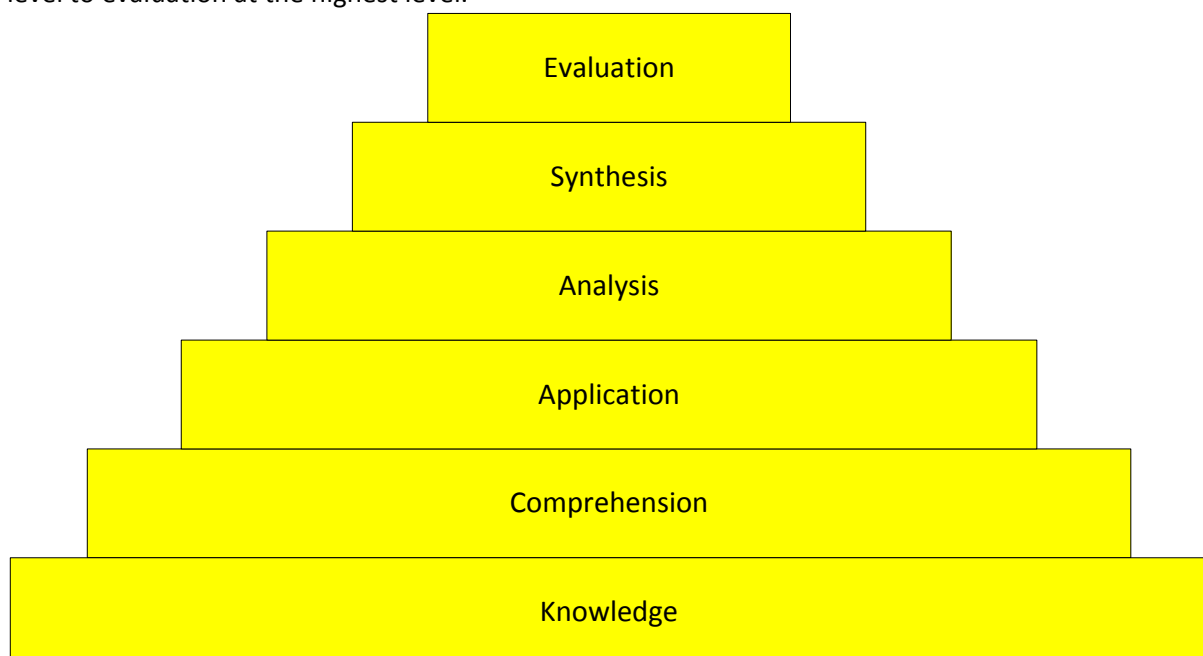 level to evaluation at the highest level.
Evaluation
Synthesis
Analysis
Application
Comprehension
Knowledge